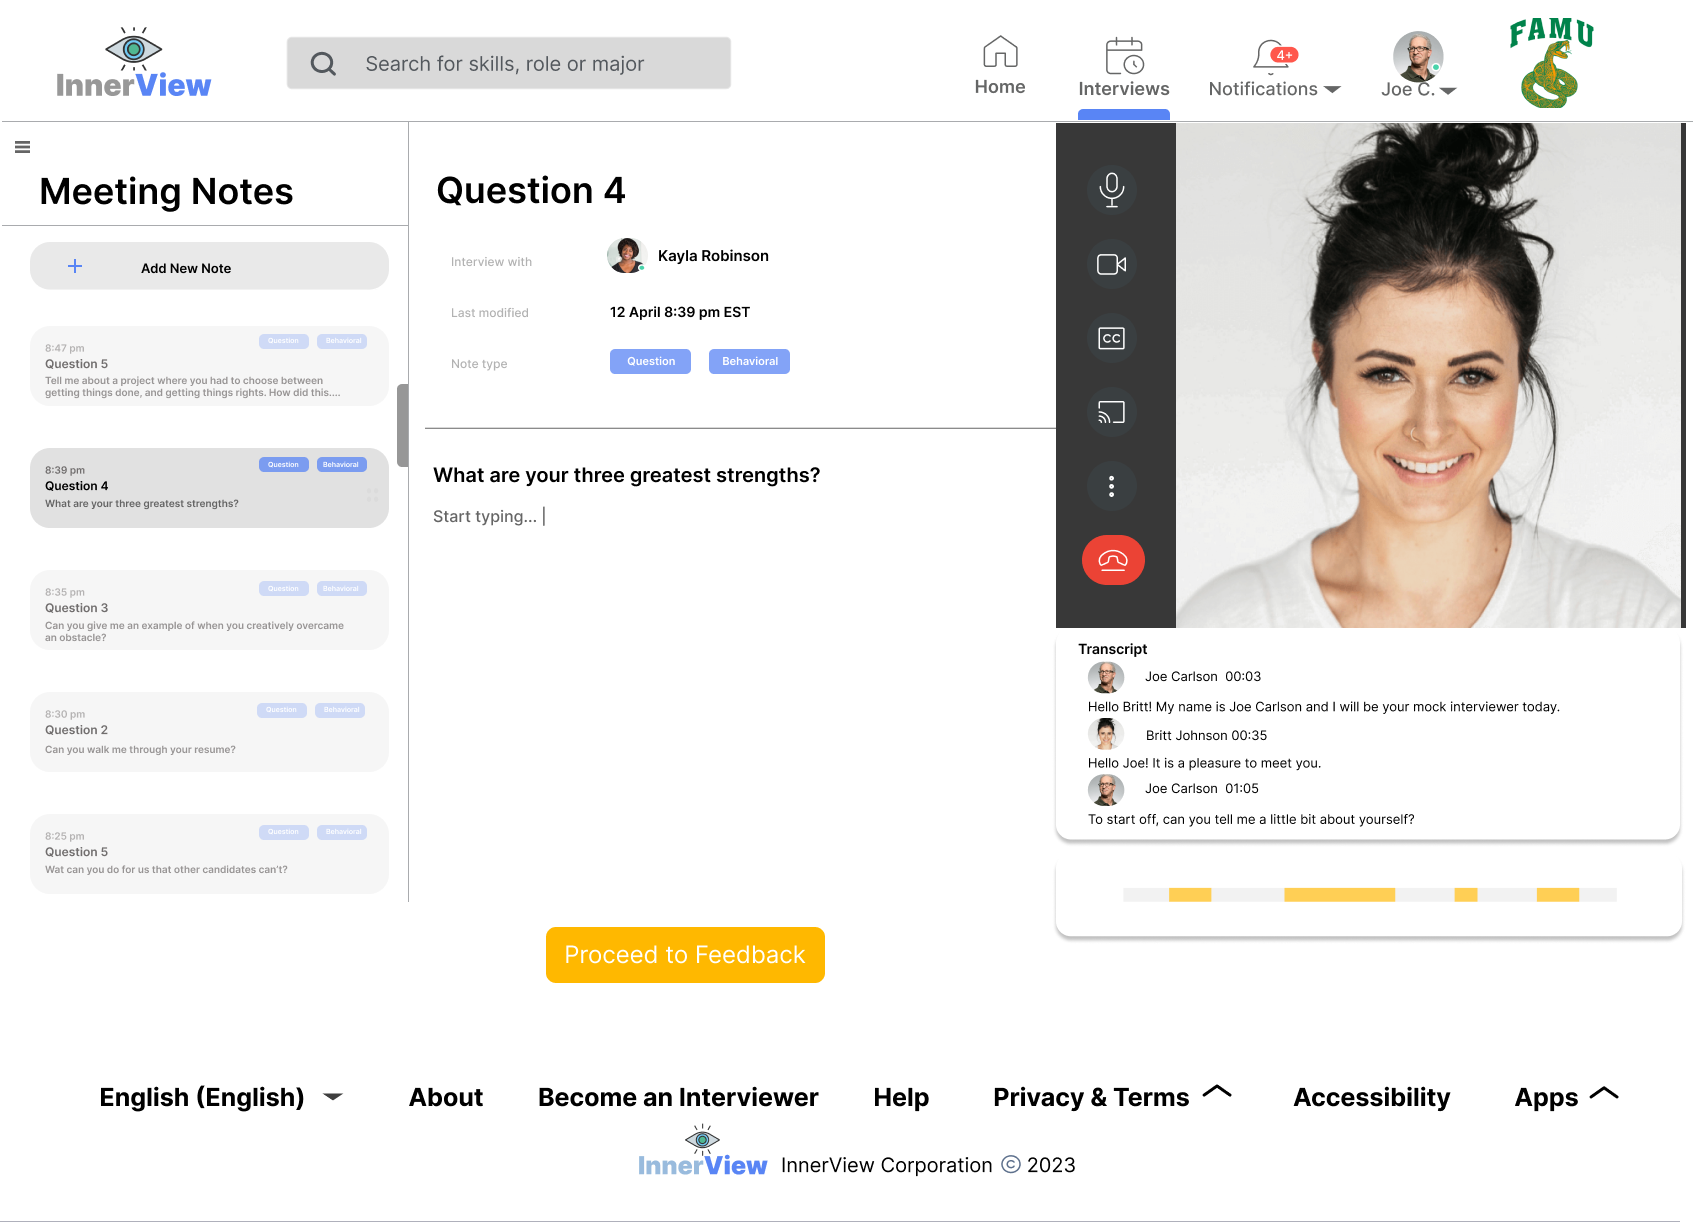 InnerView
Search for skills, role or major
Home
Interviews
Notifications
4+
Joe C.
FAMU
Meeting Notes
Add New Note
8:47 pm
Question
Behavioral
Question 5
Tell me about a project where you had to choose between
getting things done, and getting things rights. How did this....
8:39 pm
Question
Behavioral
Question 4
What are your three greatest strengths?
8:35 pm
Question
Behavioral
Question 3
Can you give me an example of when you creatively overcame
an obstacle?
8:30 pm
Question
Behavioral
Question 2
Can you walk me through your resume?
8:25 pm
Question
Behavioral
Question 5
Wat can you do for us that other candidates can't?
Question 4
Interview with
Kayla Robinson
Last modified
12 April 8:39 pm EST
Note type
Question
Behavioral
What are your three greatest strengths?
Start typing... |
CC
Transcript
Joe Carlson 00:03
Hello Britt! My name is Joe Carlson and I will be your mock interviewer today.
Britt Johnson 00:35
Hello Joe! It is a pleasure to meet you.
Joe Carlson 01:05
To start off, can you tell me a little bit about yourself?
Proceed to Feedback
English (English)
About
Become an Interviewer
Help
Privacy & Terms
Accessibility
Apps
InnerView
InnerView Corporation © 2023